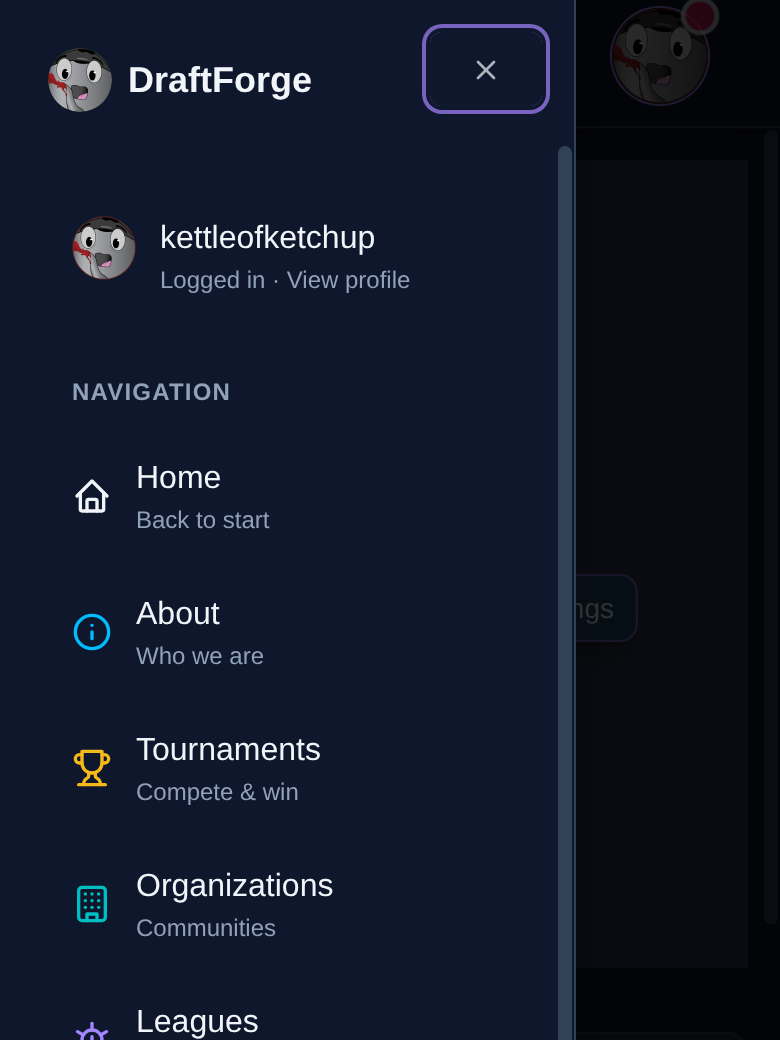 DraftForge
kettleofketchup
Logged in · View profile
NAVIGATION
Home
Back to start
About
Who we are
ngs
Tournaments
Compete & win
Organizations
Communities
Leagues